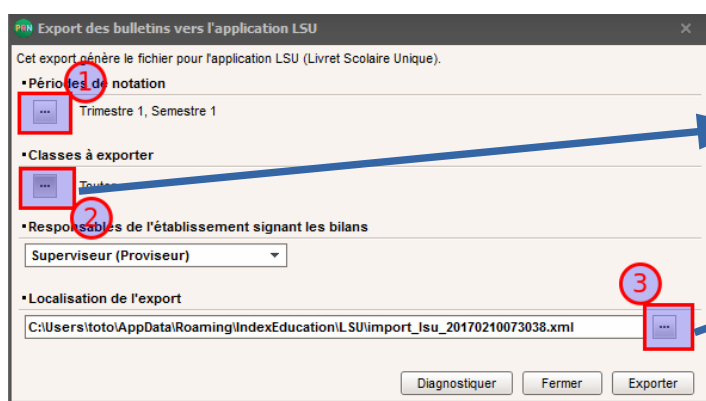 PRN Export des bulletins vers l'application LSU
Cet export génère le fichier pour l'application LSU (Livret Scolaire Unique).
1
▪Périodes de notation
... Trimestre 1, Semestre 1
▪Classes à exporter
... Toutes
2
▪Responsables de l'établissement signant les bilans
Superviseur (Proviseur)
3
▪Localisation de l'export
C:\Users\toto\AppData\Roaming\IndexEducation\LSU\import_lsu_20170210073038.xml ...
Diagnostiquer Fermer Exporter